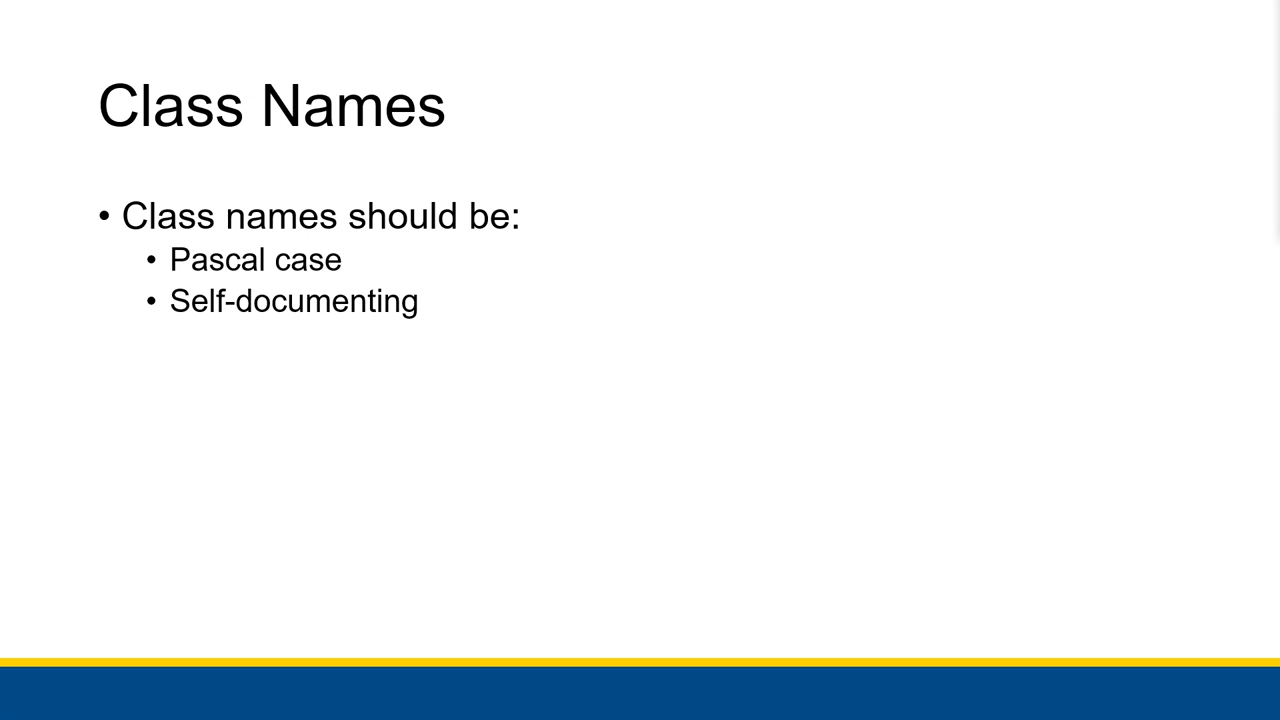 Class Names
• Class names should be:
• Pascal case
• Self-documenting